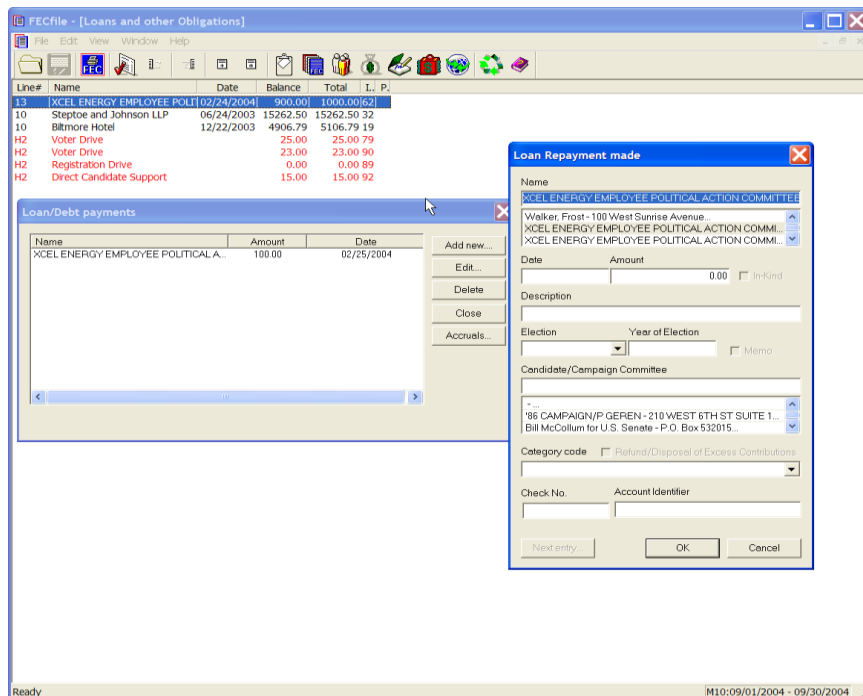 FECfile - [Loans and other Obligations]
File Edit View Window Help
FEC
Line# Name Date Balance Total I.. P.
13 XCEL ENERGY EMPLOYEE POLIT 02/24/2004 900.00 1000.00 62
10 Steptoe and Johnson LLP 06/24/2003 15262.50 15262.50 32
10 Biltmore Hotel 12/22/2003 4906.79 5106.79 19
H2 Voter Drive 25.00 25.00 79
H2 Voter Drive 23.00 23.00 90
H2 Registration Drive 0.00 0.00 89
H2 Direct Candidate Support 15.00 15.00 92
Loan/Debt payments
Name Amount Date
XCEL ENERGY EMPLOYEE POLITICAL A... 100.00 02/25/2004
Add new....
Edit...
Delete
Close
Accruals...
Loan Repayment made
Name
XCEL ENERGY EMPLOYEE POLITICAL ACTION COMMITTEE
Walker, Frost - 100 West Sunrise Avenue...
XCEL ENERGY EMPLOYEE POLITICAL ACTION COMMI...
XCEL ENERGY EMPLOYEE POLITICAL ACTION COMMI...
Date Amount
0.00 In-Kind
Description
Election Year of Election
Memo
Candidate/Campaign Committee
- ...
'86 CAMPAIGN/P GEREN - 210 WEST 6TH ST SUITE 1...
Bill McCollum for U.S. Senate - P.O. Box 532015...
Category code Refund/Disposal of Excess Contributions
Check No. Account Identifier
Next entry... OK Cancel
Ready M10:09/01/2004 - 09/30/2004